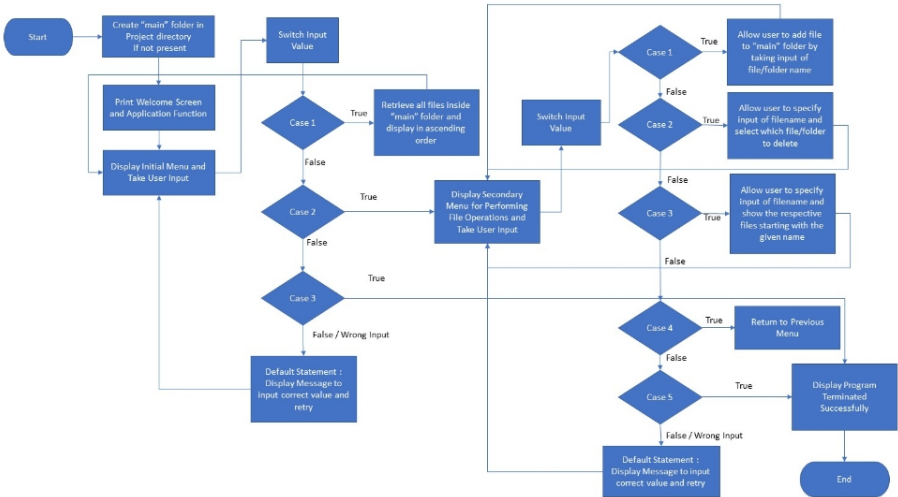 Start
Create “main” folder in
Project directory
If not present
Print Welcome Screen
and Application Function
Display Initial Menu and
Take User Input
Switch Input
Value
Case 1
True
Retrieve all files inside
“main” folder and
display in ascending
order
False
Case 2
True
False
Case 3
True
False / Wrong Input
Default Statement :
Display Message to
input correct value and
retry
Display Secondary
Menu for Performing
File Operations and
Take User Input
Switch Input
Value
Case 1
True
Allow user to add file
to “main” folder by
taking input of
file/folder name
False
Case 2
True
Allow user to specify
input of filename and
select which file/folder
to delete
False
Case 3
True
Allow user to specify
input of filename and
show the respective
files starting with the
given name
False
Case 4
True
Return to Previous
Menu
False
Case 5
True
Display Program
Terminated
Successfully
False / Wrong Input
Default Statement :
Display Message to input
correct value and retry
End